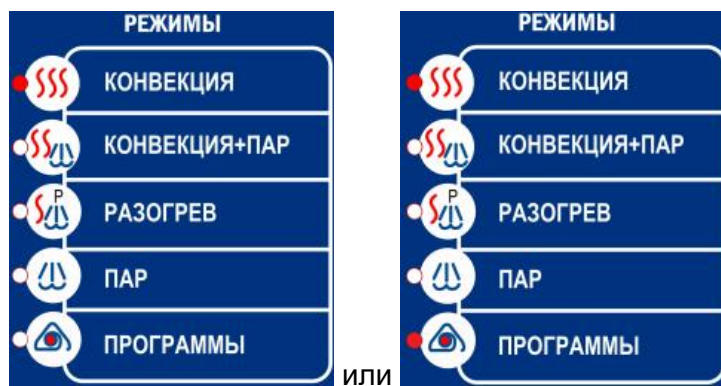 РЕЖИМЫ
КОНВЕКЦИЯ
КОНВЕКЦИЯ+ПАР
P
РАЗОГРЕВ
ПАР
ПРОГРАММЫ
или
РЕЖИМЫ
КОНВЕКЦИЯ
КОНВЕКЦИЯ+ПАР
P
РАЗОГРЕВ
ПАР
ПРОГРАММЫ